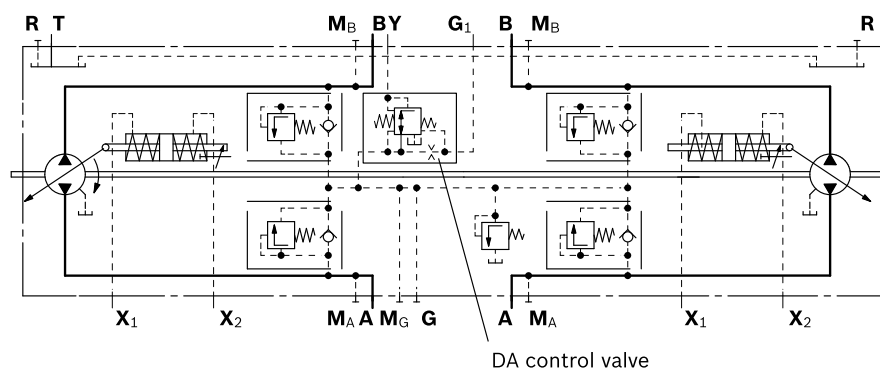 R T M_B B Y G_1 B M_B R
X_1 X_2 M_A A M_G G A M_A X_1 X_2
DA control valve